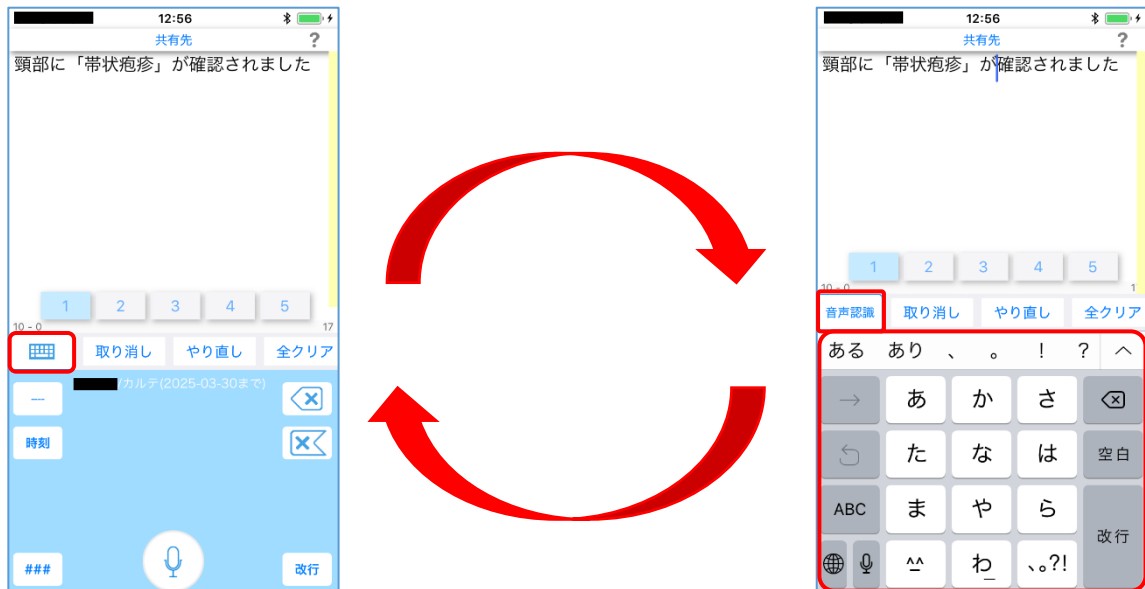 12:56
共有先 ?
頸部に「帯状疱疹」が確認されました
1 2 3 4 5
10 - 0 17
取り消し やり直し 全クリア
/カルテ(2025-03-30まで)
時刻
### 改行
12:56
共有先 ?
頸部に「帯状疱疹」が確認されました
1 2 3 4 5
10 - 0 1
音声認識 取り消し やり直し 全クリア
ある あり 、 。 ! ?
→ あ か さ
た な は 空白
ABC ま や ら
改行
^^ わ 、。?!